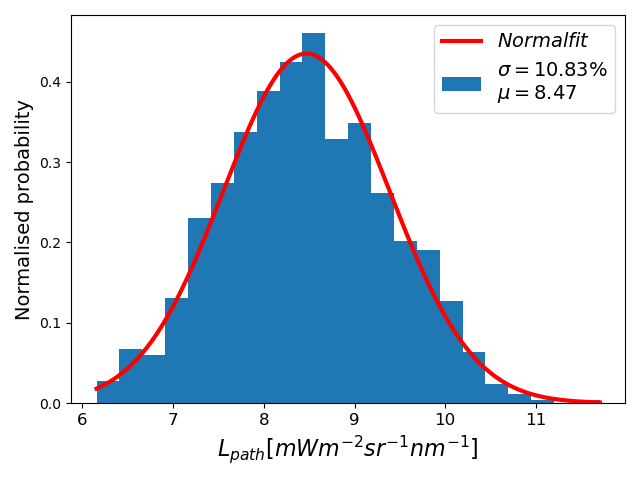 Normalfit
σ = 10.83%
μ = 8.47
Normalised probability
0.4
0.3
0.2
0.1
0.0
6 7 8 9 10 11
L_path[mWm⁻²sr⁻¹nm⁻¹]